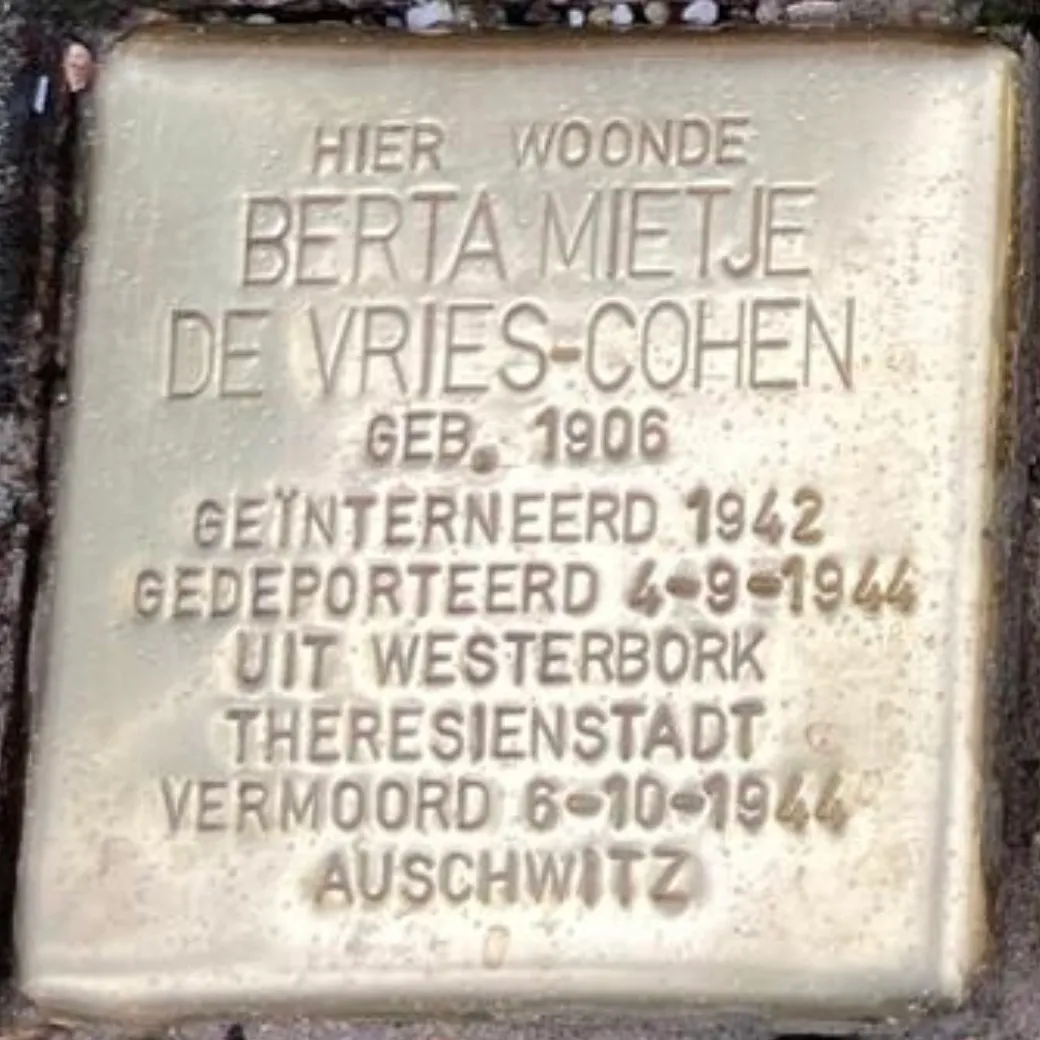 HIER WOONDE
BERTA MIETJE
DE VRIES-COHEN
GEB. 1906
GEÏNTERNEERD 1942
GEDEPORTEERD 4-9-1944
UIT WESTERBORK
THERESIENSTADT
VERMOORD 6-10-1944
AUSCHWITZ